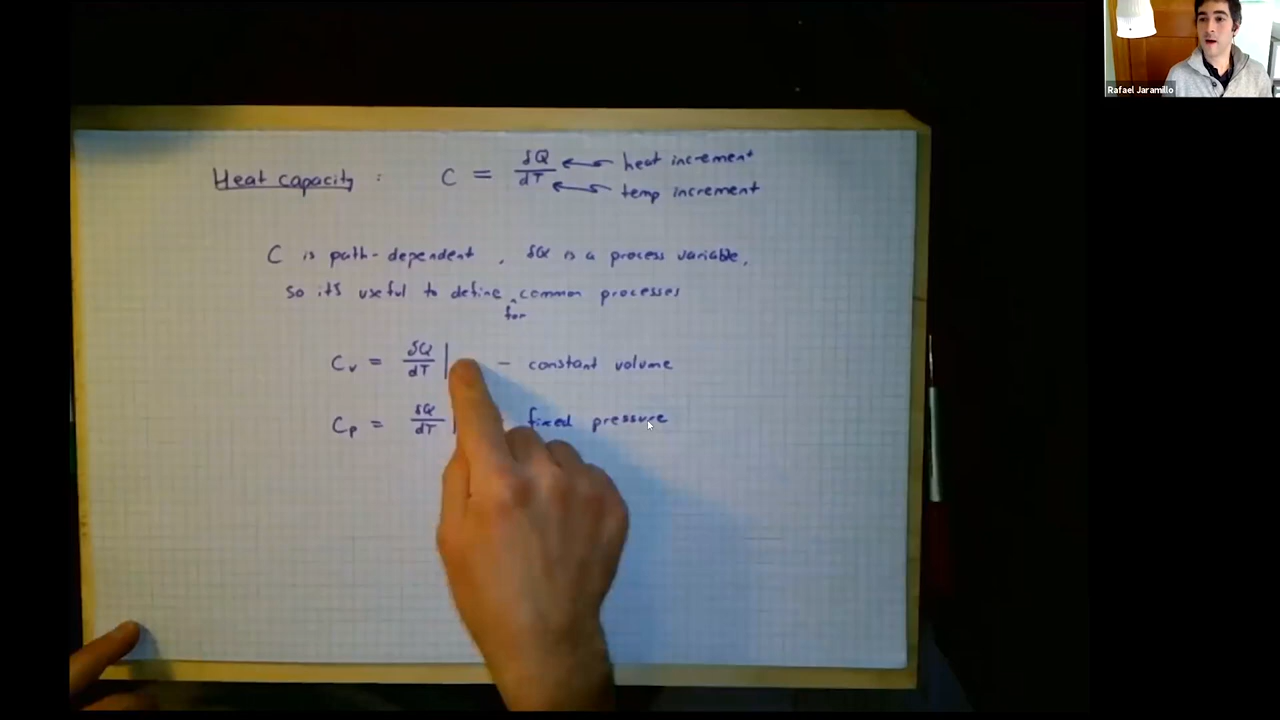 Rafael Jaramillo
Heat capacity : C = δQ/dT
heat increment
temp increment
C is path-dependent, δQ is a process variable,
so it's useful to define for common processes
Cv = δQ/dT | – constant volume
Cp = δQ/dT | fixed pressure